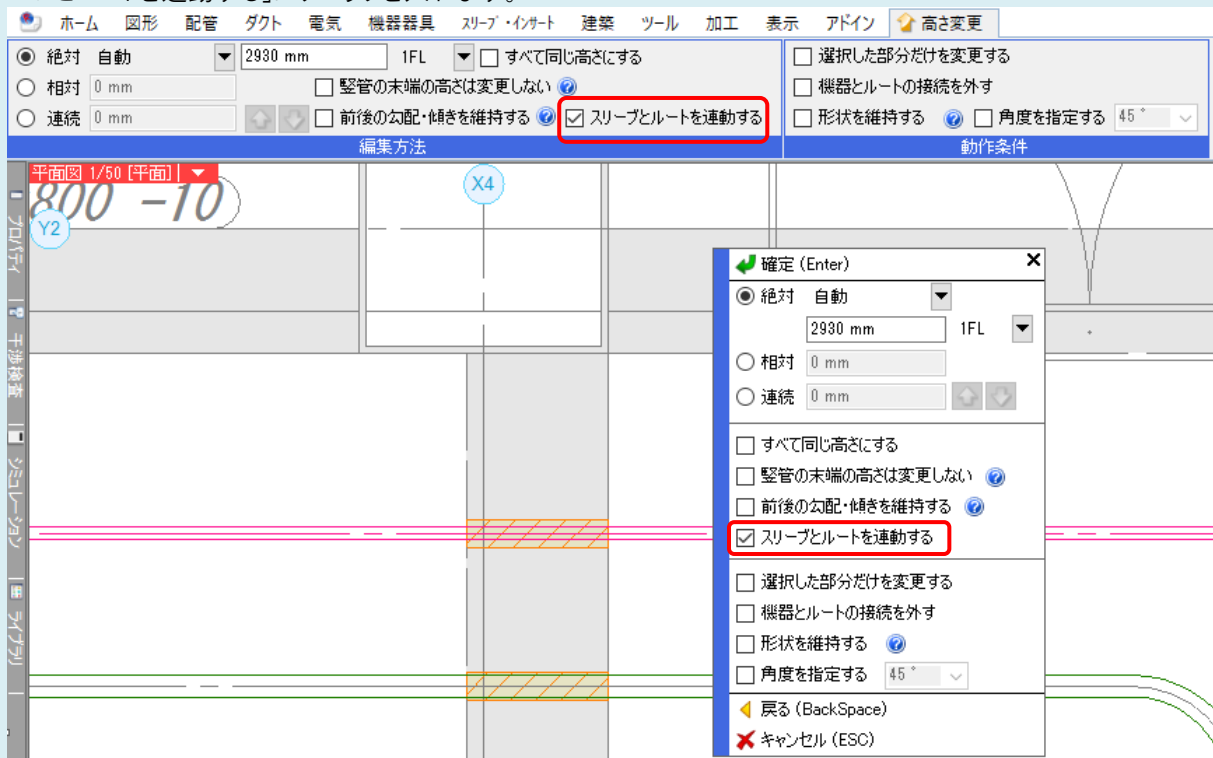 ホーム 図形 配管 ダクト 電気 機器器具 スリーブ・インサート 建築 ツール 加工 表示 アドイン 高さ変更
絶対 自動 2930 mm 1FL すべて同じ高さにする 選択した部分だけを変更する
相対 0 mm 竪管の末端の高さは変更しない 機器とルートの接続を外す
連続 0 mm 前後の勾配・傾きを維持する スリーブとルートを連動する 形状を維持する 角度を指定する 45°
編集方法 動作条件
平面図 1/50 [平面]
800 -10
X4
Y2
プロパティ
干渉検査
シミュレーション
ライブラリ
確定 (Enter)
絶対 自動
2930 mm 1FL
相対 0 mm
連続 0 mm
すべて同じ高さにする
竪管の末端の高さは変更しない
前後の勾配・傾きを維持する
スリーブとルートを連動する
選択した部分だけを変更する
機器とルートの接続を外す
形状を維持する
角度を指定する 45°
戻る (BackSpace)
キャンセル (ESC)